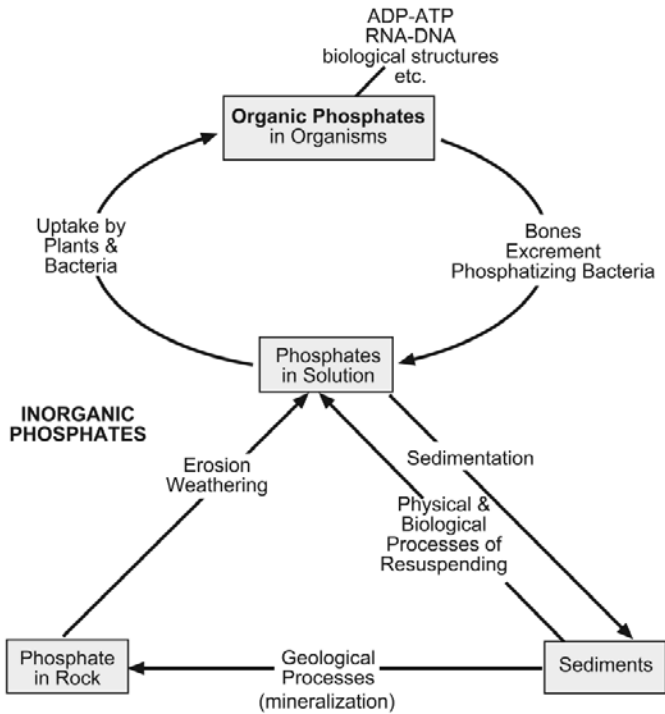 ADP-ATP
RNA-DNA
biological structures
etc.
Organic Phosphates
in Organisms
Uptake by
Plants &
Bacteria
Bones
Excrement
Phosphatizing Bacteria
Phosphates
in Solution
INORGANIC
PHOSPHATES
Erosion
Weathering
Sedimentation
Physical &
Biological
Processes of
Resuspending
Phosphate
in Rock
Geological
Processes
(mineralization)
Sediments